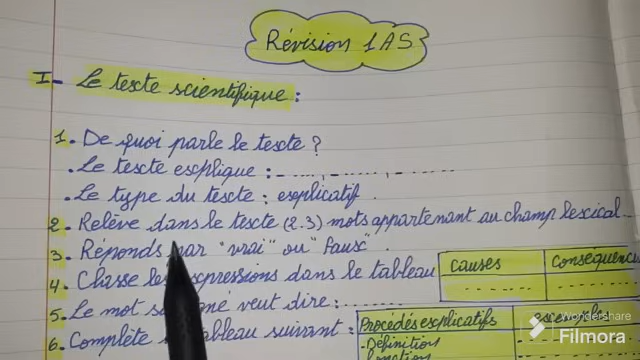 Révision 1AS
I- Le texte scientifique :
1. De quoi parle le texte ?
. Le texte explique : ... , ... , ...
. Le type du texte : explicatif.
2. Relève dans le texte (2.3) mots appartenant au champ lexical...
3. Réponds par "vrai" ou "faux".
4. Classe les expressions dans le tableau
causes conséquenc
5. Le mot veut dire : ......
6. Complète tableau suivant :
Procédés explicatifs exemples
- Définition
Wondershare
Filmora